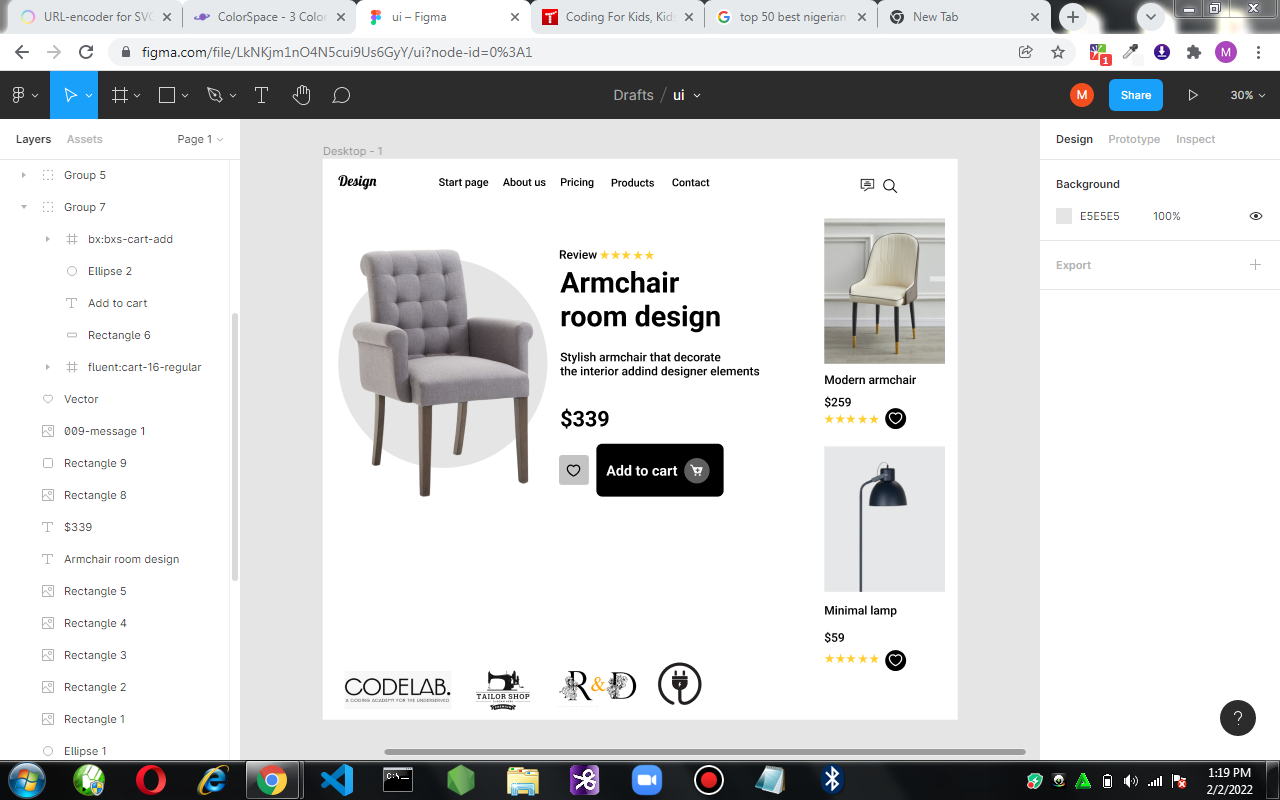 URL-encoder for SVG
ColorSpace - 3 Color
ui – Figma
Coding For Kids, Kids
top 50 best nigerian
New Tab
figma.com/file/LkNKjm1nO4N5cui9Us6GyY/ui?node-id=0%3A1
1
M
Drafts / ui
M
Share
30%
Layers
Assets
Page 1
Group 5
Group 7
bx:bxs-cart-add
Ellipse 2
Add to cart
Rectangle 6
fluent:cart-16-regular
Vector
009-message 1
Rectangle 9
Rectangle 8
$339
Armchair room design
Rectangle 5
Rectangle 4
Rectangle 3
Rectangle 2
Rectangle 1
Ellipse 1
Desktop - 1
Design
Start page
About us
Pricing
Products
Contact
Review
Armchair
room design
Stylish armchair that decorate
the interior addind designer elements
$339
Add to cart
Modern armchair
$259
Minimal lamp
$59
CODELAB.
A CODING ACADEMY FOR THE UNDERSERVED
TAILOR SHOP
R&D
Design
Prototype
Inspect
Background
E5E5E5
100%
Export
?
1:19 PM
2/2/2022